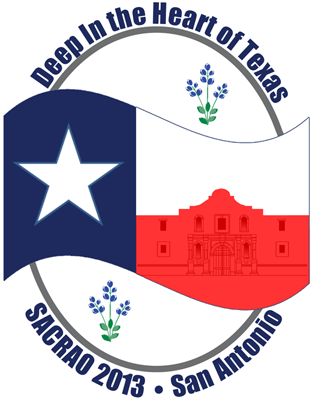 Deep In the Heart of Texas
SACRAO 2013 • San Antonio